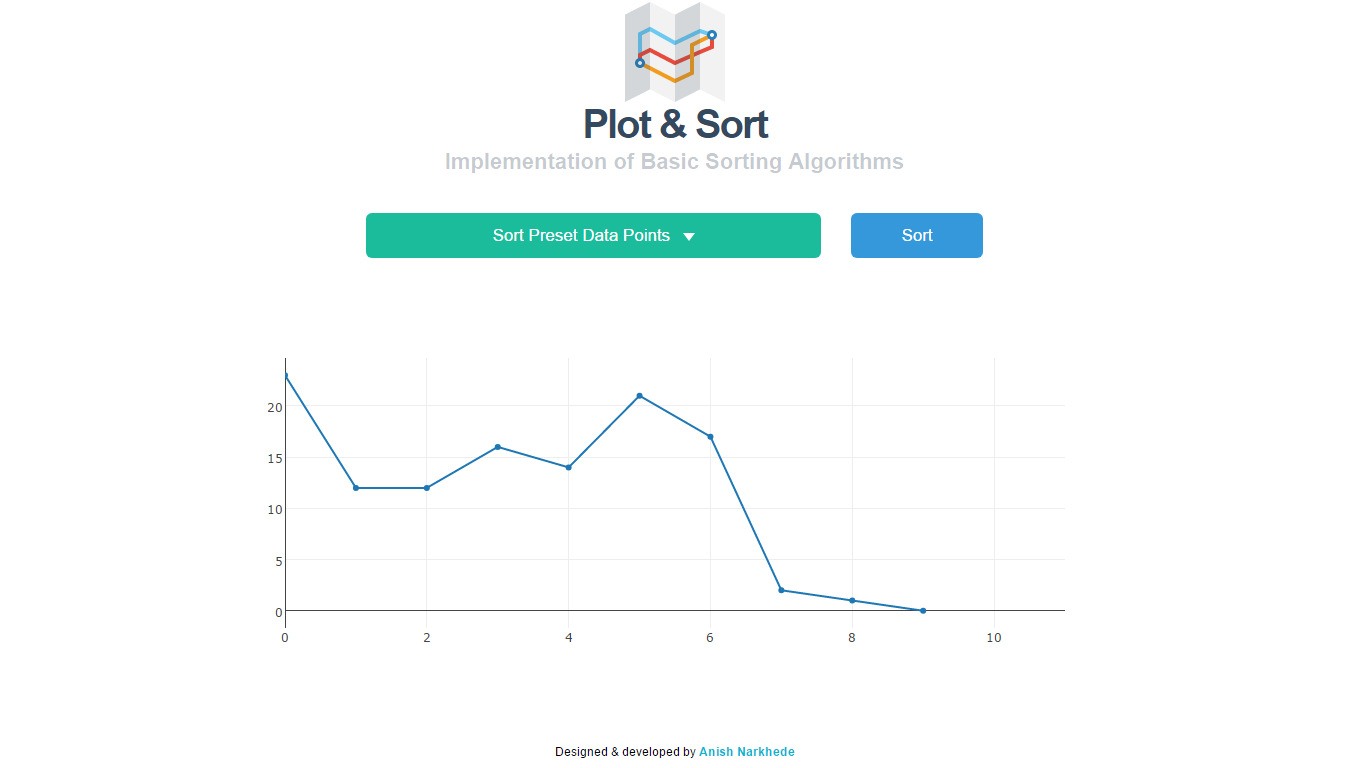 Plot & Sort
Implementation of Basic Sorting Algorithms
Sort Preset Data Points
Sort
20
15
10
5
0
0 2 4 6 8 10
Designed & developed by Anish Narkhede